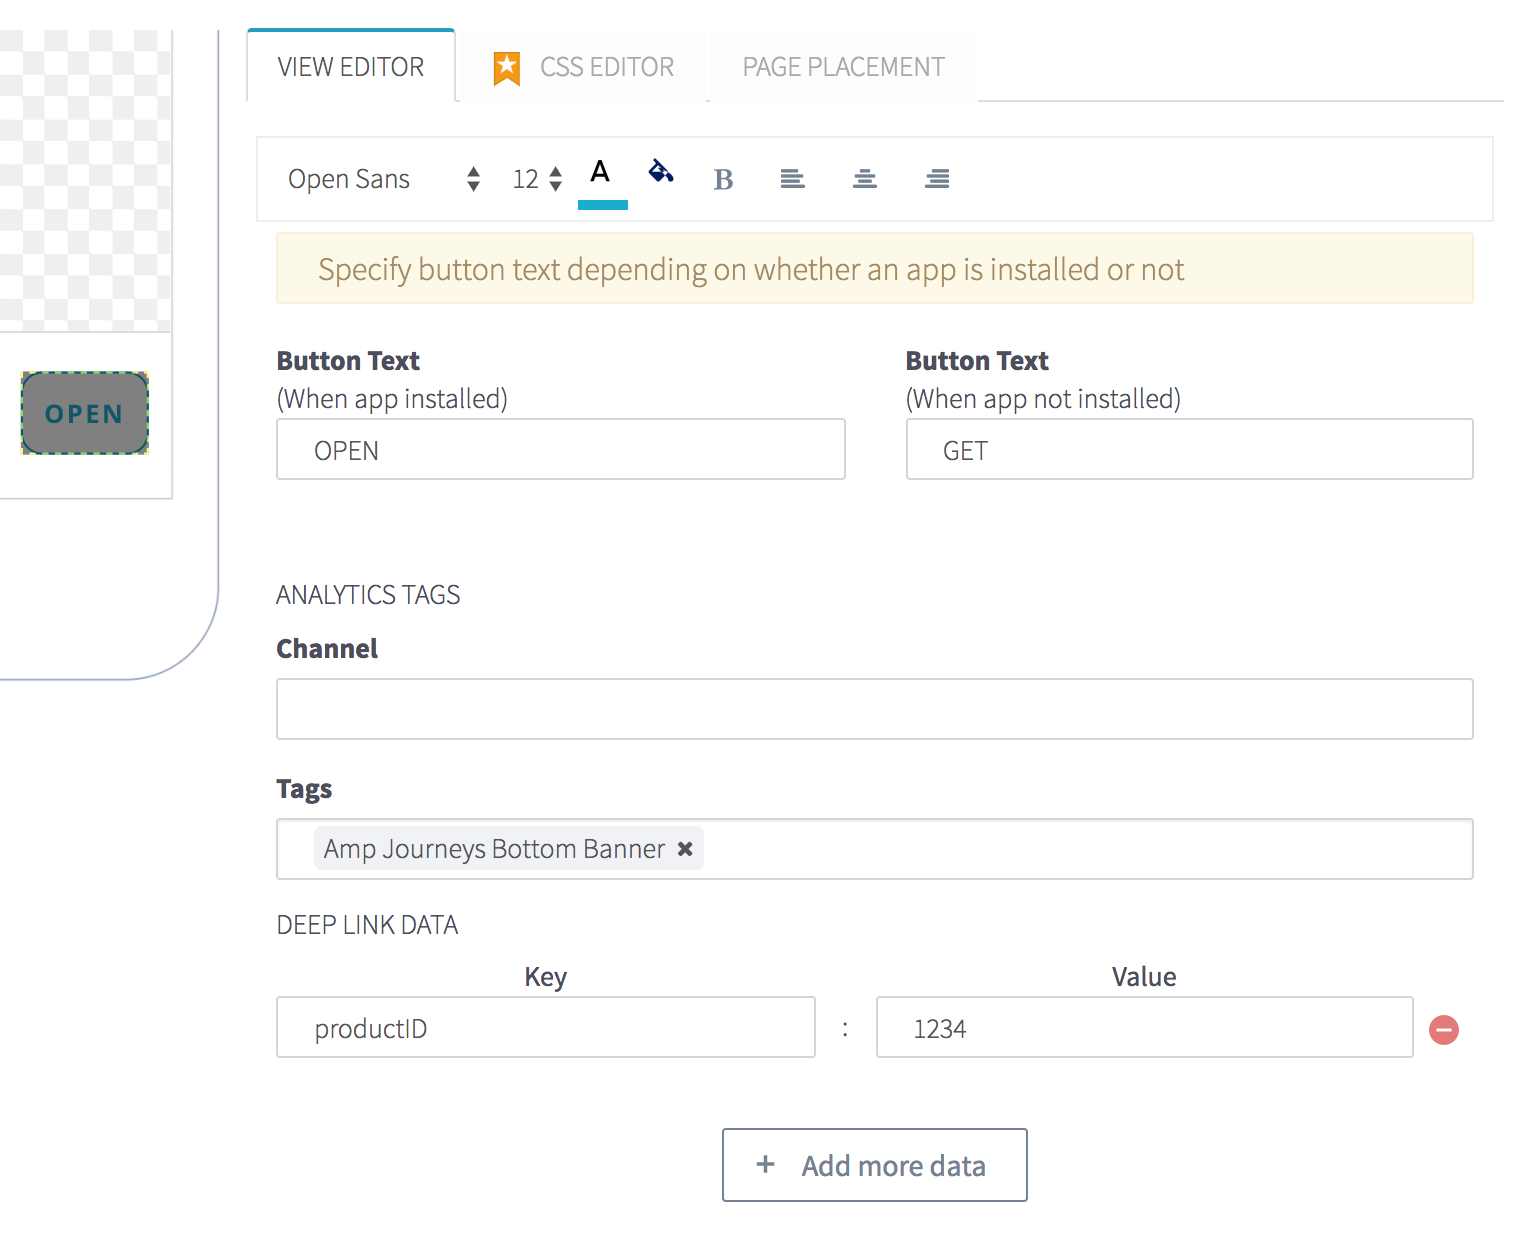 VIEW EDITOR CSS EDITOR PAGE PLACEMENT
Open Sans 12 A B
Specify button text depending on whether an app is installed or not
Button Text Button Text
(When app installed) (When app not installed)
OPEN OPEN GET
ANALYTICS TAGS
Channel
Tags
Amp Journeys Bottom Banner ✖
DEEP LINK DATA
Key Value
productID : 1234
+ Add more data